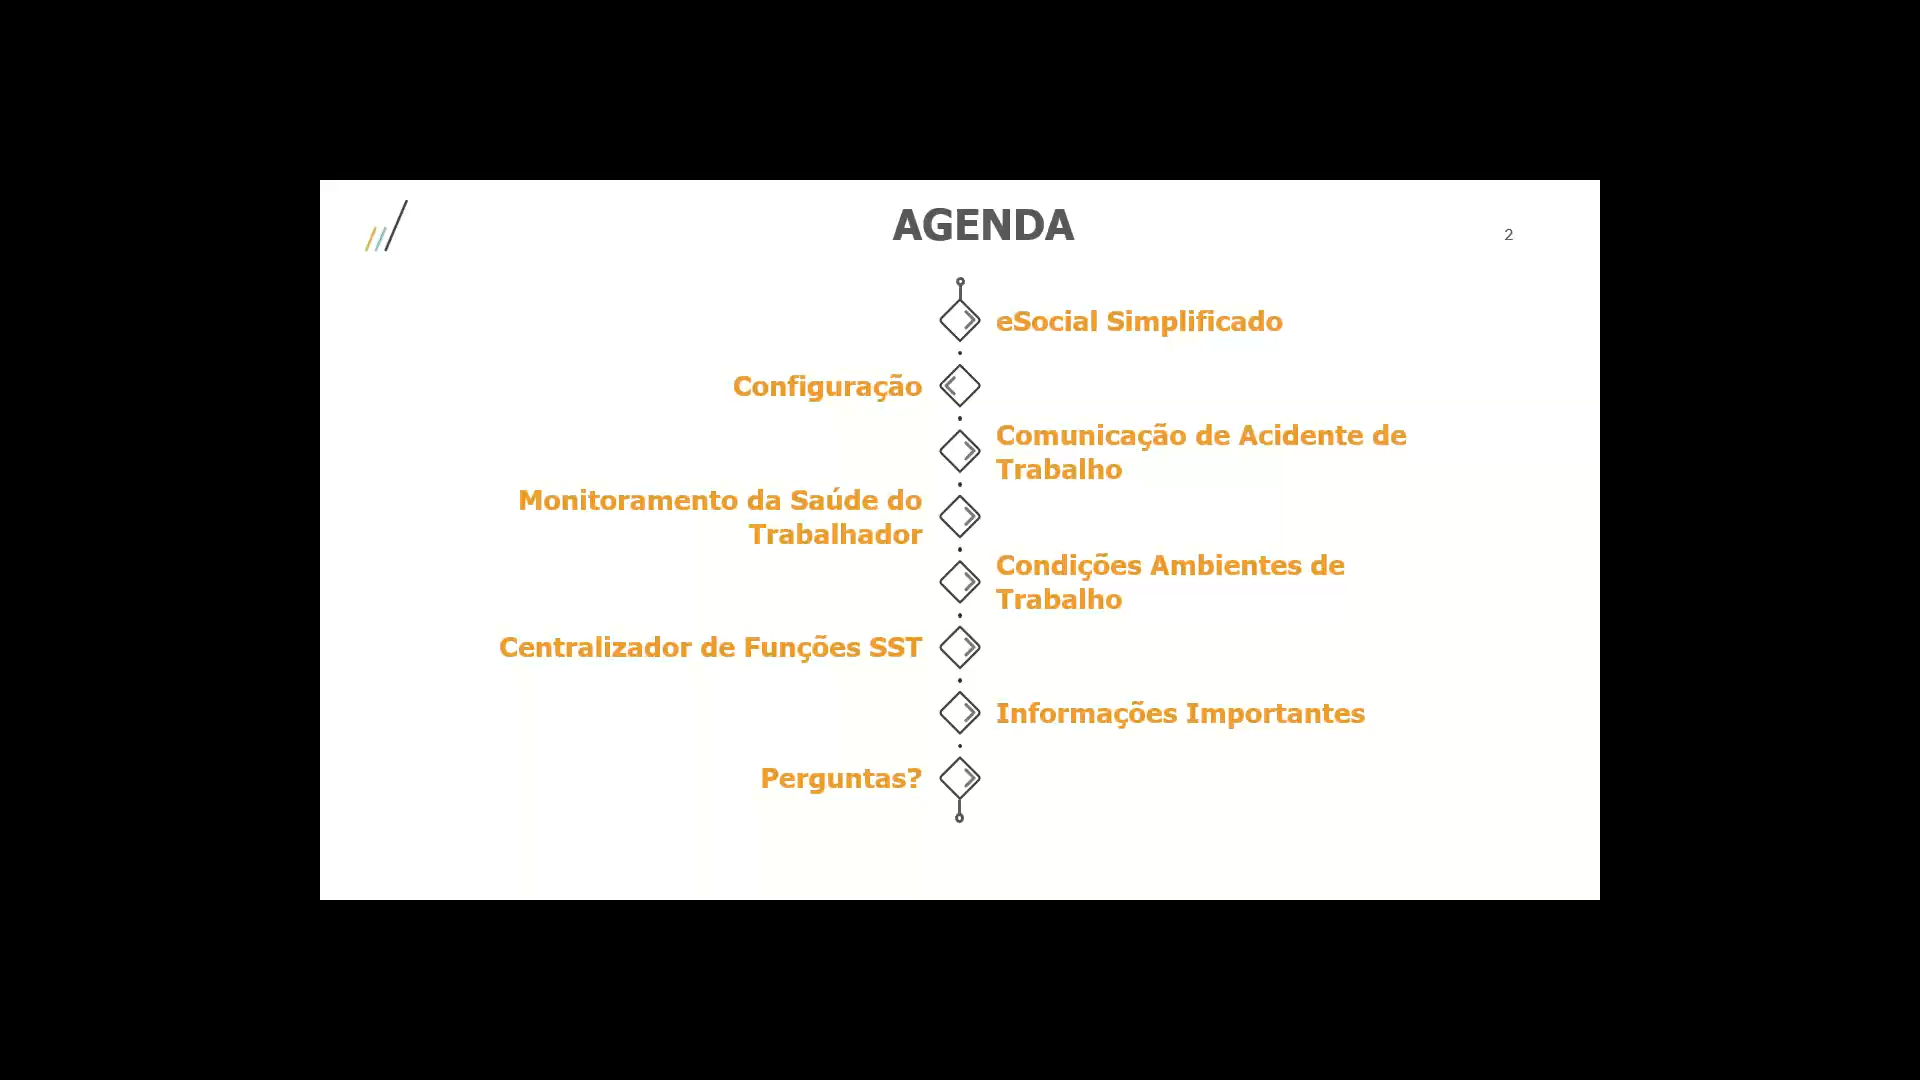 AGENDA
2
eSocial Simplificado
Configuração
Comunicação de Acidente de
Trabalho
Monitoramento da Saúde do
Trabalhador
Condições Ambientes de
Trabalho
Centralizador de Funções SST
Informações Importantes
Perguntas?